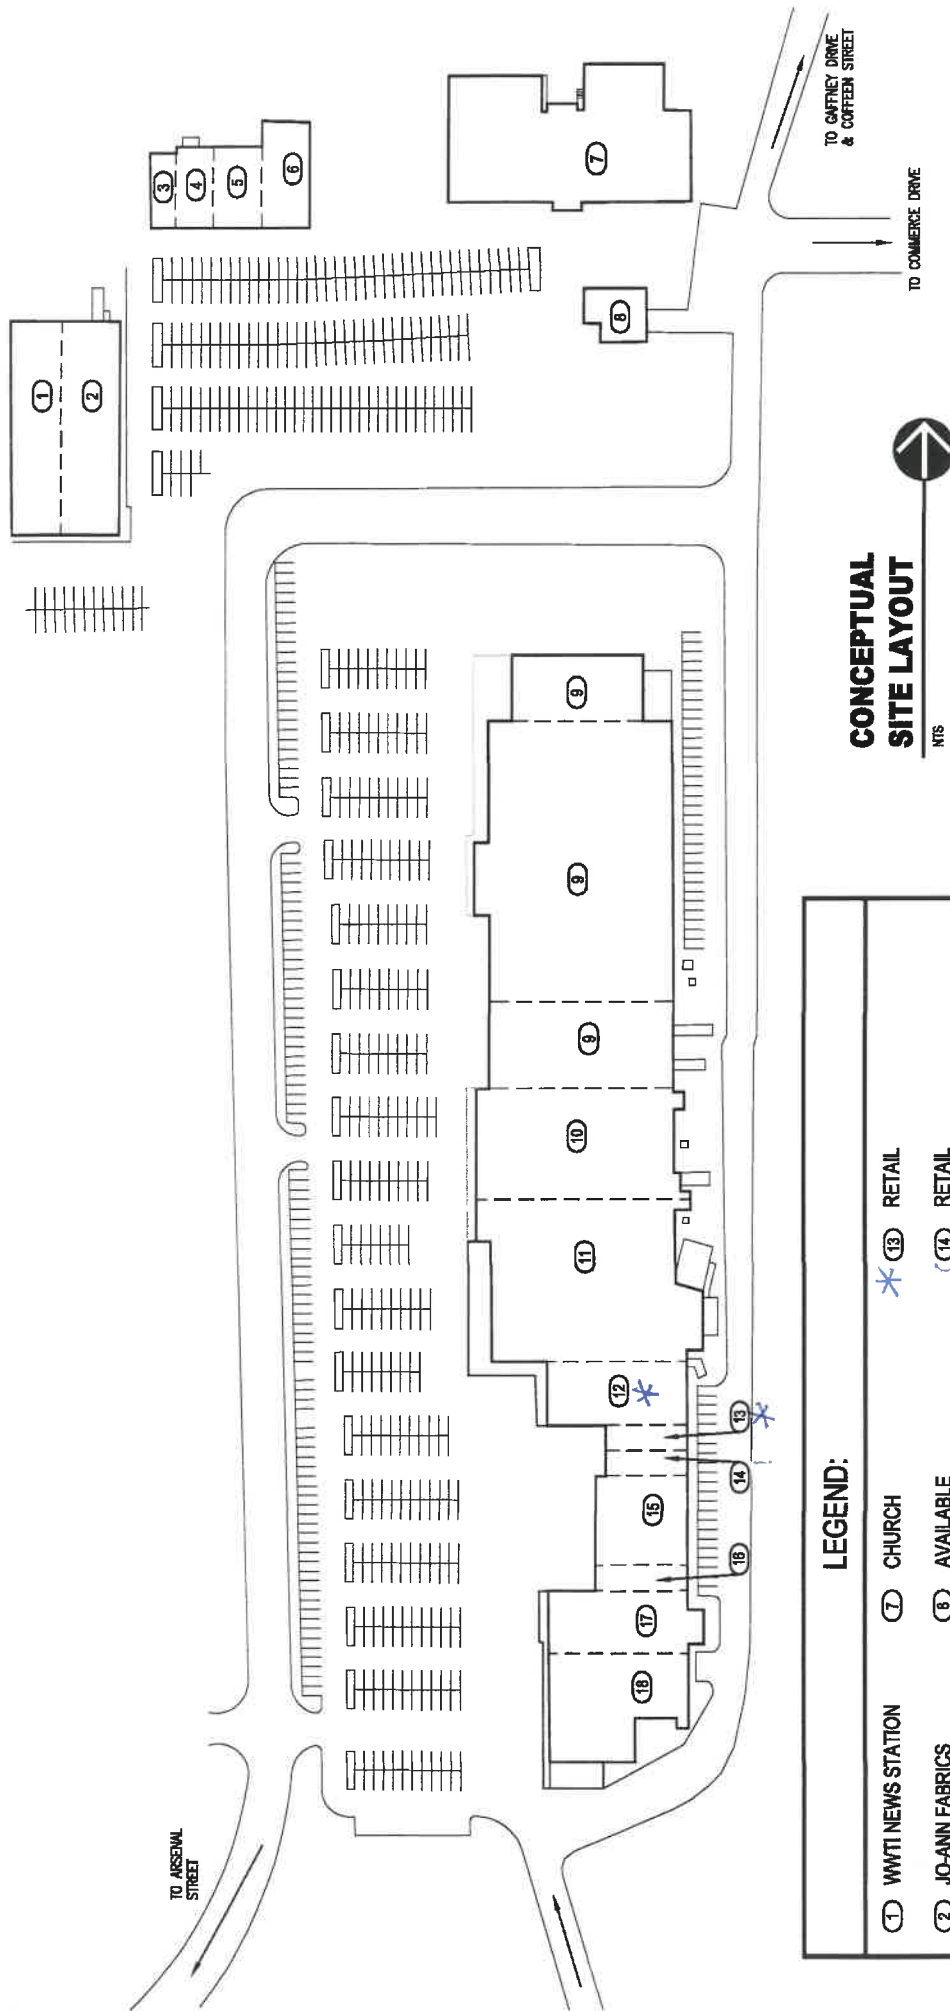 TO ARSENAL
STREET
1
2
3
4
5
6
7
8
TO GAFFNEY DRIVE
& COFFEEN STREET
TO COMMERCE DRIVE
9
9
9
10
11
12 *
13 *
14
15
16
17
18
CONCEPTUAL
SITE LAYOUT
NTS
LEGEND:
1 WWTI NEWS STATION
7 CHURCH
* 13 RETAIL
2 JO-ANN FABRICS
8 AVAILABLE
14 RETAIL